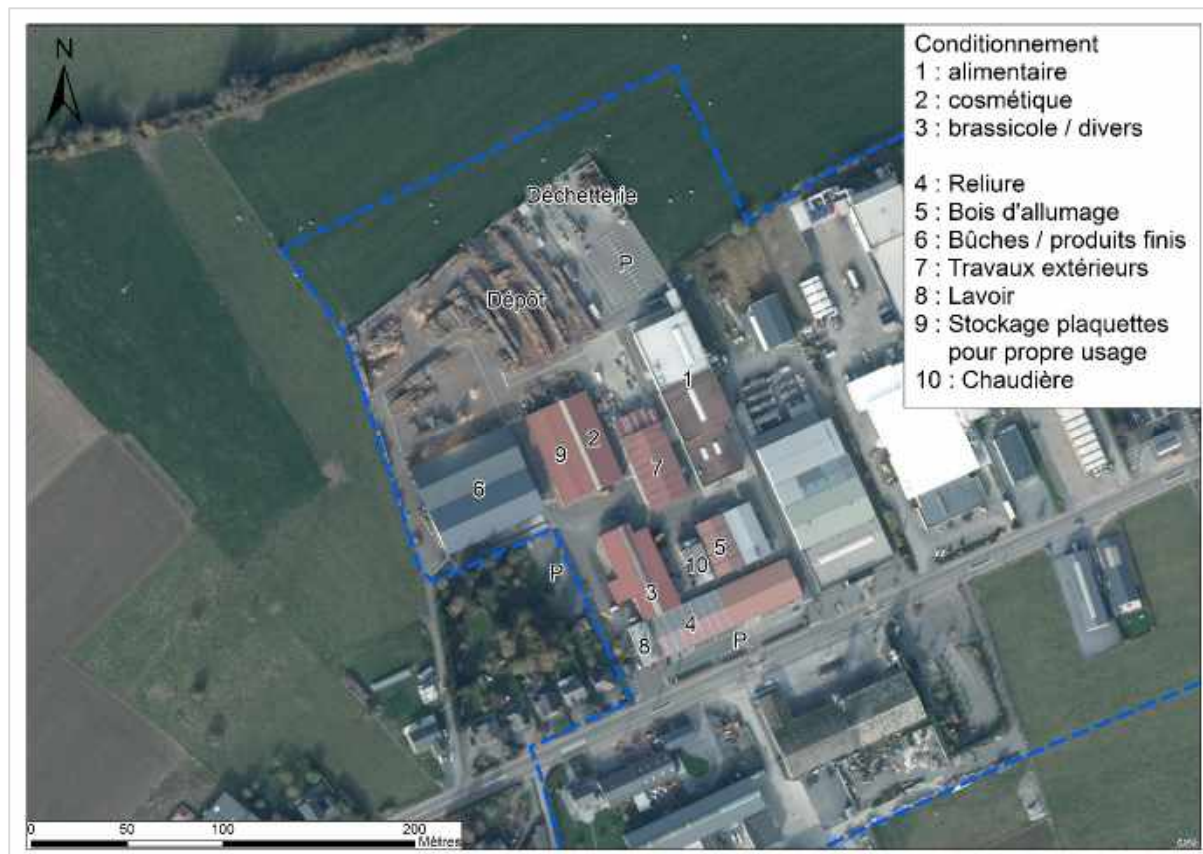 N
Conditionnement
1 : alimentaire
2 : cosmétique
3 : brassicole / divers
4 : Reliure
5 : Bois d'allumage
6 : Bûches / produits finis
7 : Travaux extérieurs
8 : Lavoir
9 : Stockage plaquettes
pour propre usage
10 : Chaudière
Déchetterie
P
Dépôt
1
2
9
7
6
5
10
P
3
4
P
8
0 50 100 200
Mètres